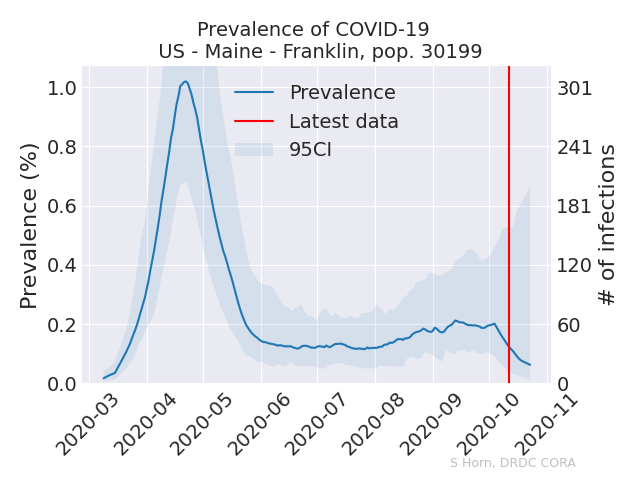 Prevalence of COVID-19
US - Maine - Franklin, pop. 30199
Prevalence
Latest data
95CI
Prevalence (%)
1.0
0.8
0.6
0.4
0.2
0.0
301
241
181
120
60
0
# of infections
2020-03
2020-04
2020-05
2020-06
2020-07
2020-08
2020-09
2020-10
2020-11
S Horn, DRDC CORA